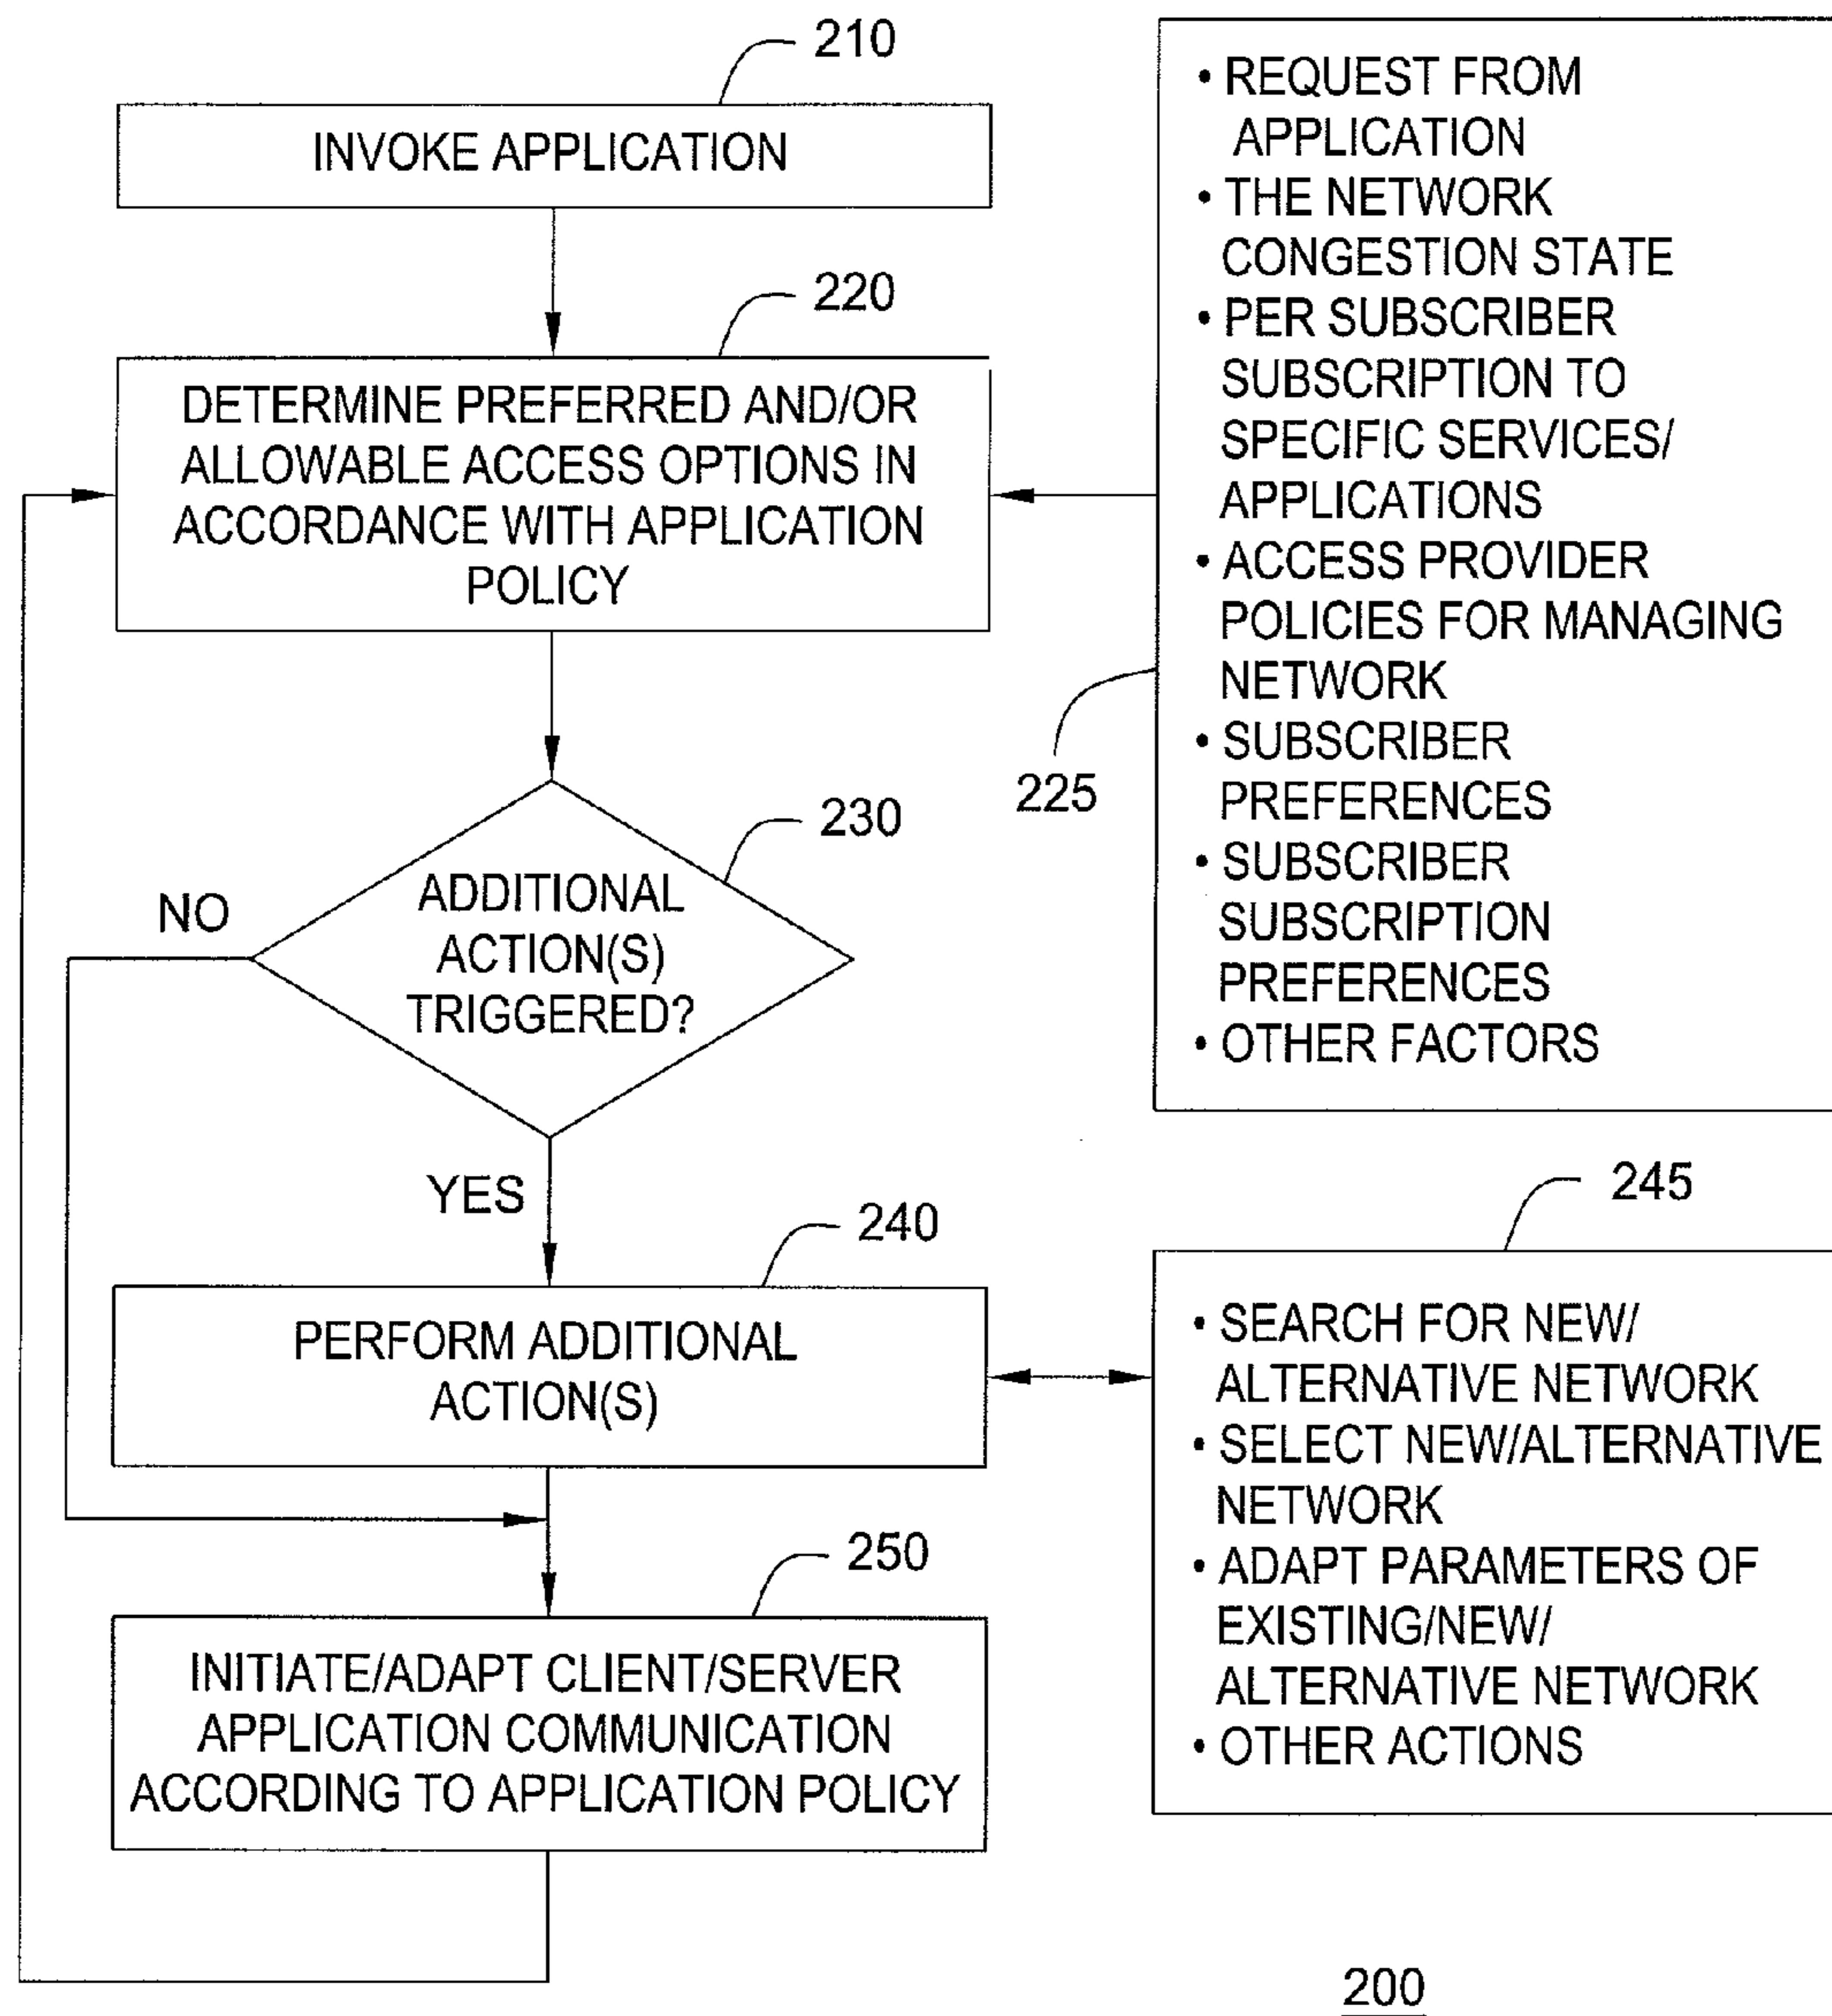 210
INVOKE APPLICATION
220
DETERMINE PREFERRED AND/OR
ALLOWABLE ACCESS OPTIONS IN
ACCORDANCE WITH APPLICATION
POLICY
• REQUEST FROM
APPLICATION
• THE NETWORK
CONGESTION STATE
• PER SUBSCRIBER
SUBSCRIPTION TO
SPECIFIC SERVICES/
APPLICATIONS
• ACCESS PROVIDER
POLICIES FOR MANAGING
NETWORK
• SUBSCRIBER
PREFERENCES
• SUBSCRIBER
SUBSCRIPTION
PREFERENCES
• OTHER FACTORS
225
230
ADDITIONAL
ACTION(S)
TRIGGERED?
NO
YES
240
PERFORM ADDITIONAL
ACTION(S)
245
• SEARCH FOR NEW/
ALTERNATIVE NETWORK
• SELECT NEW/ALTERNATIVE
NETWORK
• ADAPT PARAMETERS OF
EXISTING/NEW/
ALTERNATIVE NETWORK
• OTHER ACTIONS
250
INITIATE/ADAPT CLIENT/SERVER
APPLICATION COMMUNICATION
ACCORDING TO APPLICATION POLICY
200